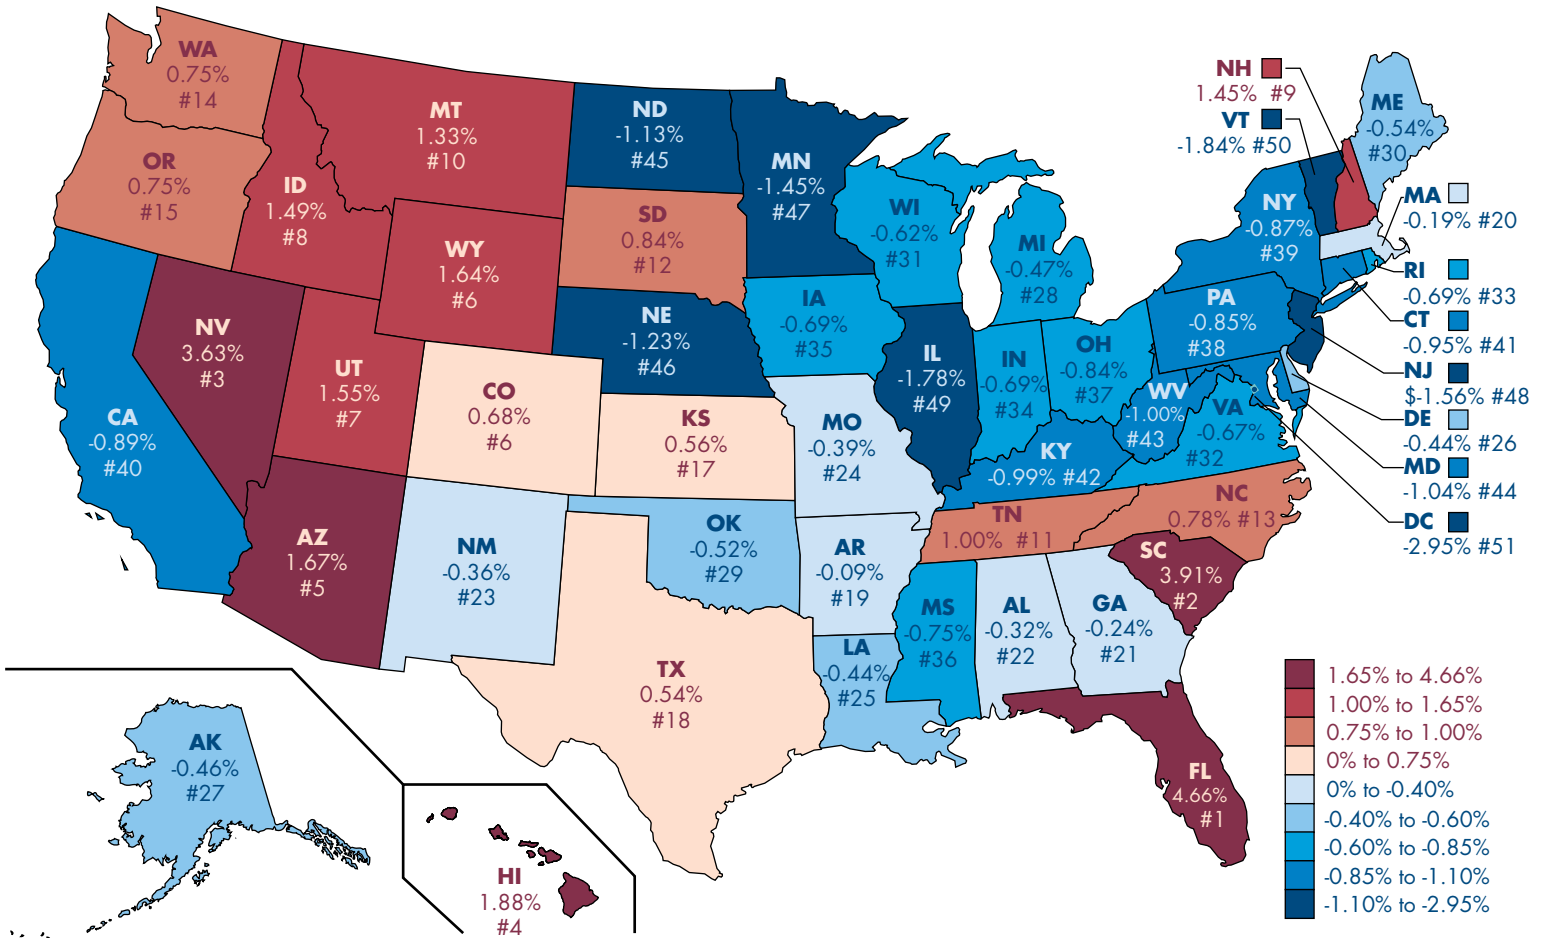 WA
0.75%
#14
OR
0.75%
#15
ID
1.49%
#8
MT
1.33%
#10
WY
1.64%
#6
ND
-1.13%
#45
SD
0.84%
#12
NE
-1.23%
#46
MN
-1.45%
#47
WI
-0.62%
#31
MI
-0.47%
#28
IA
-0.69%
#35
IL
-1.78%
#49
IN
-0.69%
#34
OH
-0.84%
#37
NY
-0.87%
#39
PA
-0.85%
#38
WV
-1.00%
#43
VA
-0.67%
#32
KY
-0.99% #42
NV
3.63%
#3
UT
1.55%
#7
CA
-0.89%
#40
CO
0.68%
#6
KS
0.56%
#17
MO
-0.39%
#24
AZ
1.67%
#5
NM
-0.36%
#23
OK
-0.52%
#29
AR
-0.09%
#19
TN
1.00% #11
NC
0.78% #13
SC
3.91%
#2
MS
-0.75%
#36
AL
-0.32%
#22
GA
-0.24%
#21
LA
-0.44%
#25
TX
0.54%
#18
FL
4.66%
#1
AK
-0.46%
#27
HI
1.88%
#4
NH
1.45% #9
VT
-1.84% #50
ME
-0.54%
#30
MA
-0.19% #20
RI
-0.69% #33
CT
-0.95% #41
NJ
$-1.56% #48
DE
-0.44% #26
MD
-1.04% #44
DC
-2.95% #51
1.65% to 4.66%
1.00% to 1.65%
0.75% to 1.00%
0% to 0.75%
0% to -0.40%
-0.40% to -0.60%
-0.60% to -0.85%
-0.85% to -1.10%
-1.10% to -2.95%